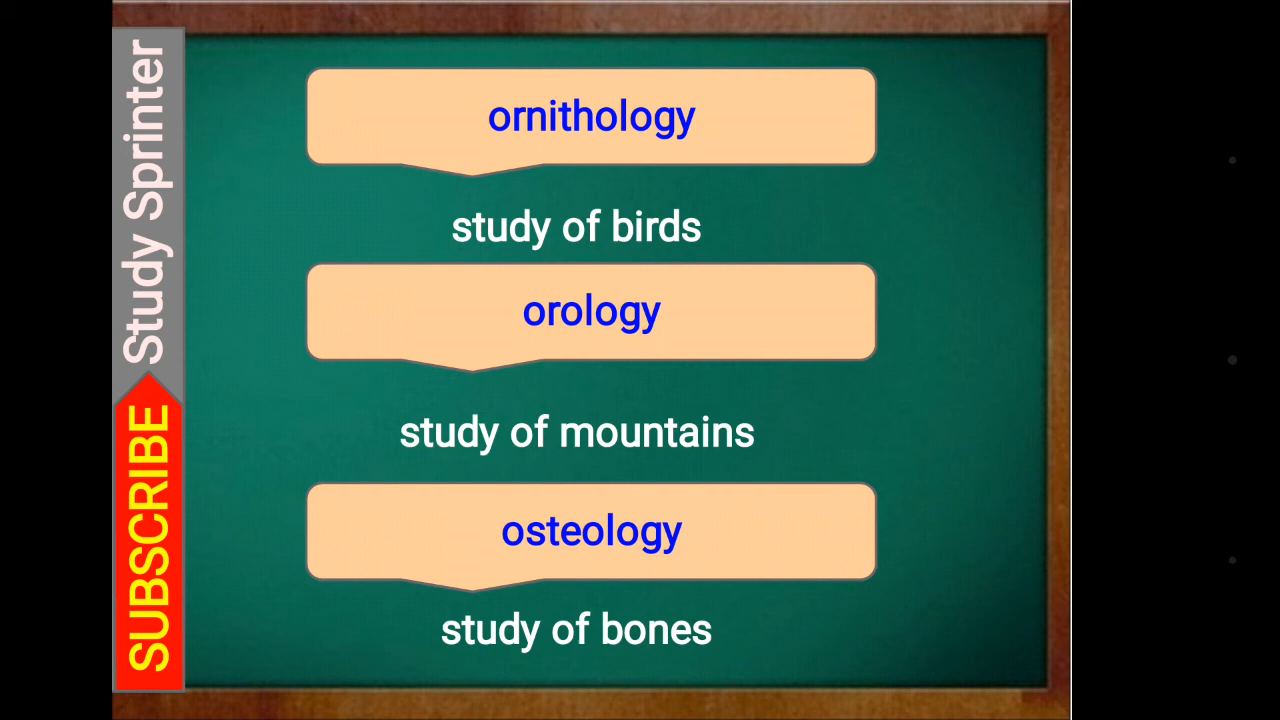 Study Sprinter
SUBSCRIBE
ornithology
study of birds
orology
study of mountains
osteology
study of bones